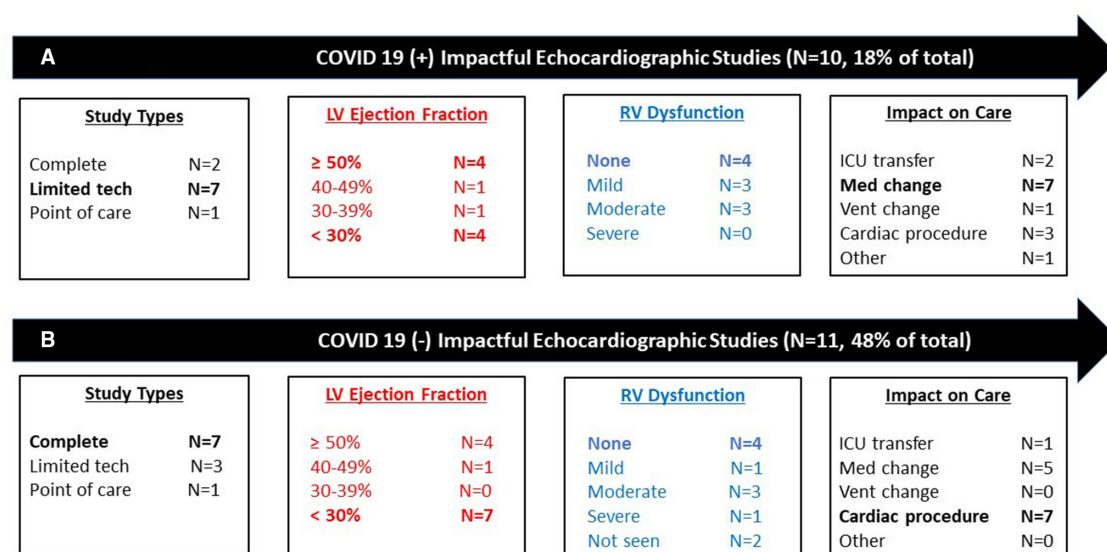 A COVID 19 (+) Impactful Echocardiographic Studies (N=10, 18% of total)
Study Types
Complete N=2
Limited tech N=7
Point of care N=1
LV Ejection Fraction
≥ 50% N=4
40-49% N=1
30-39% N=1
< 30% N=4
RV Dysfunction
None N=4
Mild N=3
Moderate N=3
Severe N=0
Impact on Care
ICU transfer N=2
Med change N=7
Vent change N=1
Cardiac procedure N=3
Other N=1
B COVID 19 (-) Impactful Echocardiographic Studies (N=11, 48% of total)
Study Types
Complete N=7
Limited tech N=3
Point of care N=1
LV Ejection Fraction
≥ 50% N=4
40-49% N=1
30-39% N=0
< 30% N=7
RV Dysfunction
None N=4
Mild N=1
Moderate N=3
Severe N=1
Not seen N=2
Impact on Care
ICU transfer N=1
Med change N=5
Vent change N=0
Cardiac procedure N=7
Other N=0